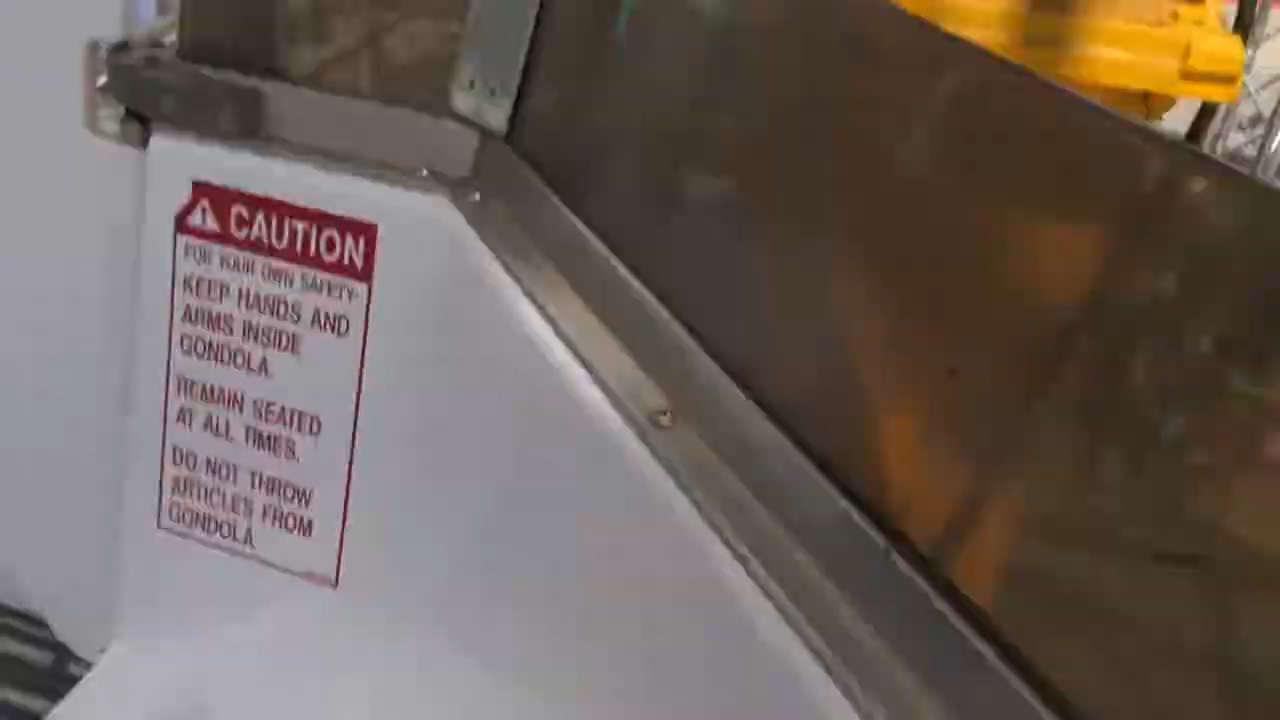 CAUTION
FOR YOUR OWN SAFETY-
KEEP HANDS AND
ARMS INSIDE
GONDOLA.
REMAIN SEATED
AT ALL TIMES.
DO NOT THROW
ARTICLES FROM
GONDOLA